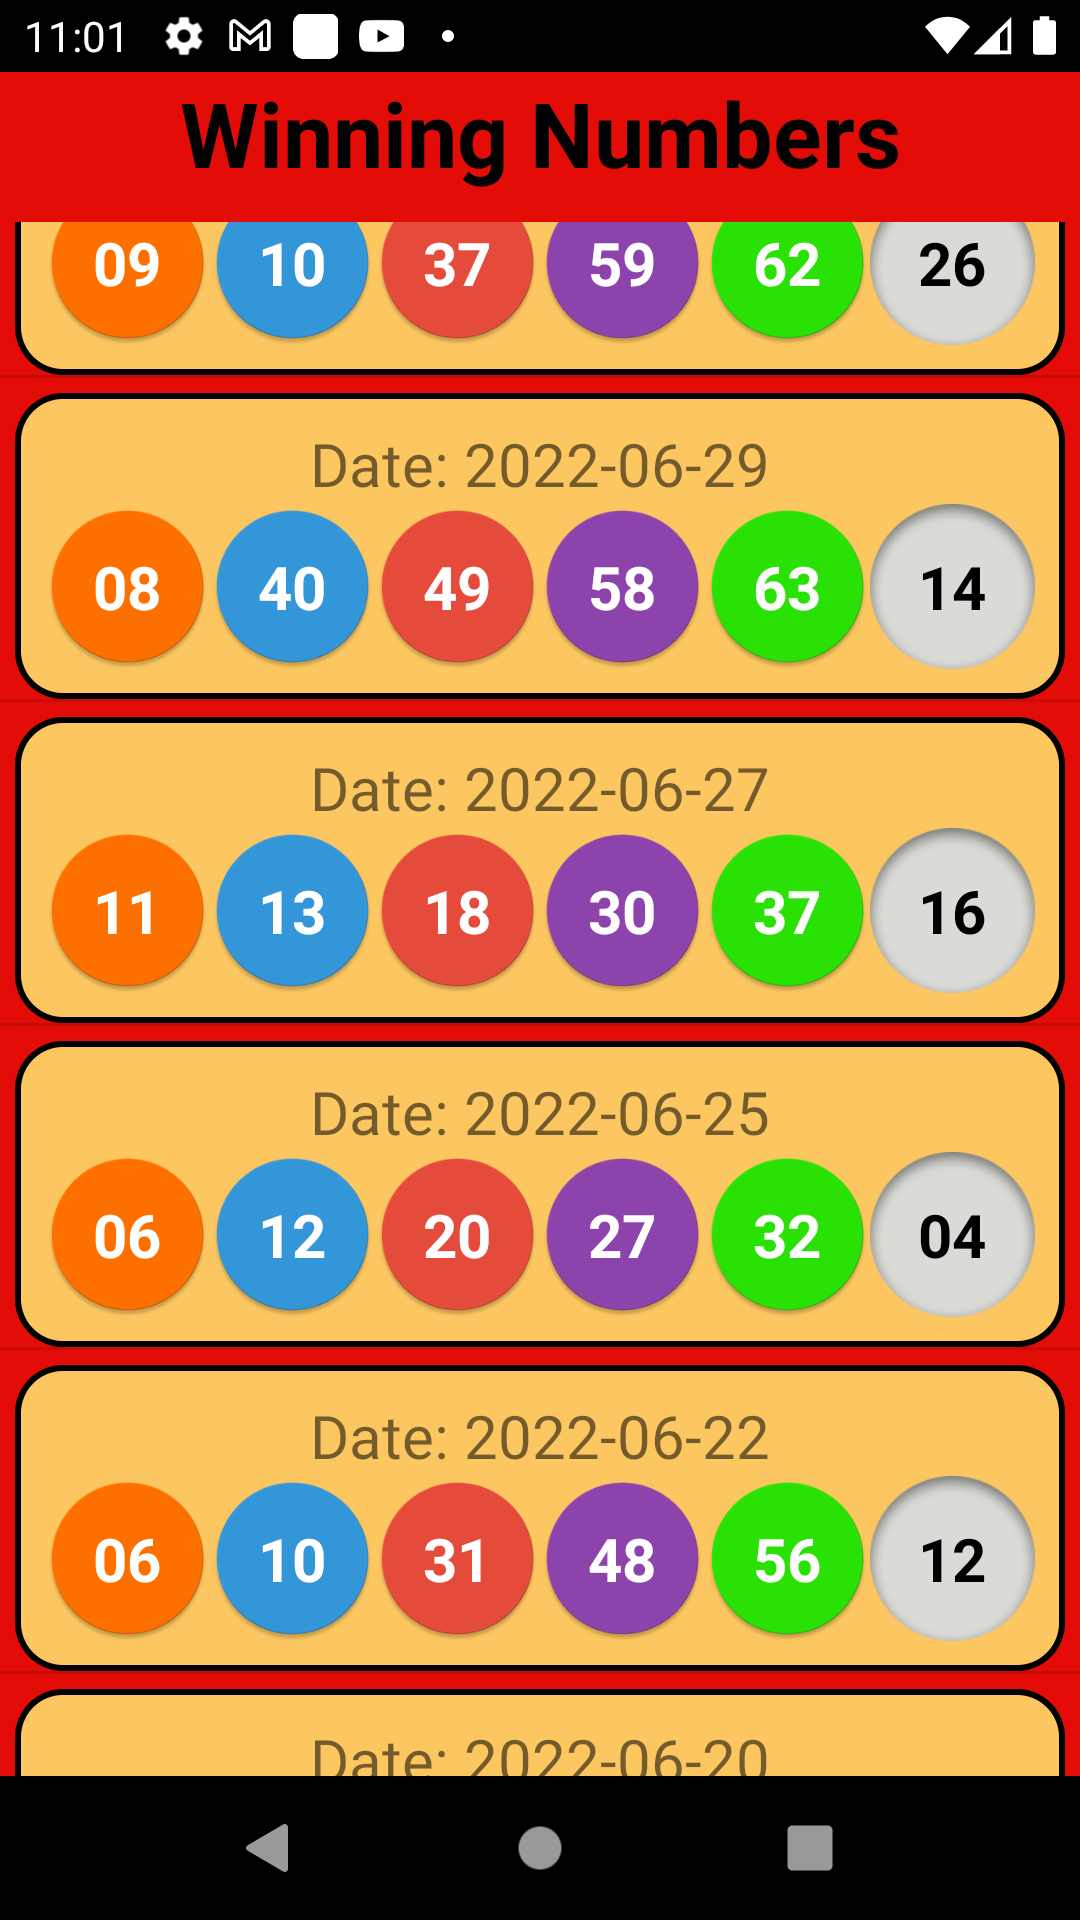 11:01
Winning Numbers
09 10 37 59 62 26
Date: 2022-06-29
08 40 49 58 63 14
Date: 2022-06-27
11 13 18 30 37 16
Date: 2022-06-25
06 12 20 27 32 04
Date: 2022-06-22
06 10 31 48 56 12
Date: 2022-06-20